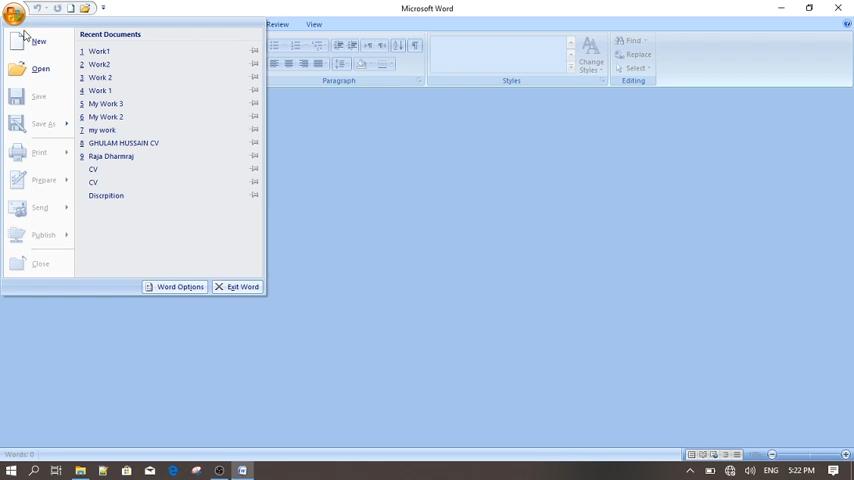 Microsoft Word
Review View
New
Open
Save
Save As
Print
Prepare
Send
Publish
Close
Recent Documents
1 Work1
2 Work2
3 Work 2
4 Work 1
5 My Work 3
6 My Work 2
7 my work
8 GHULAM HUSSAIN CV
9 Raja Dharmraj
CV
CV
Discrpition
Word Options Exit Word
Paragraph
Change
Styles
Styles
Find
Replace
Select
Editing
Words: 0
ENG 5:22 PM